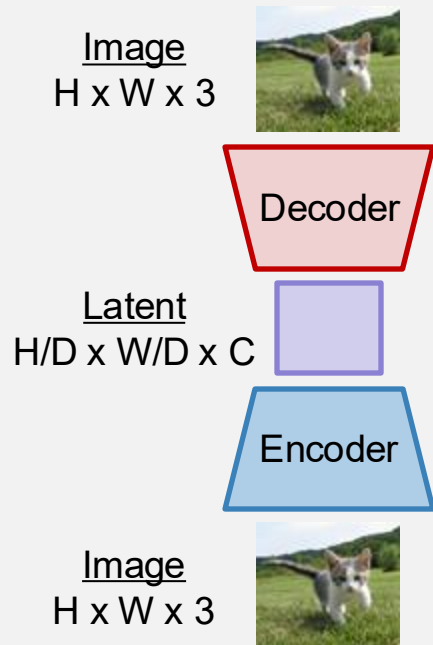 Image
H x W x 3
Decoder
Latent
H/D x W/D x C
Encoder
Image
H x W x 3